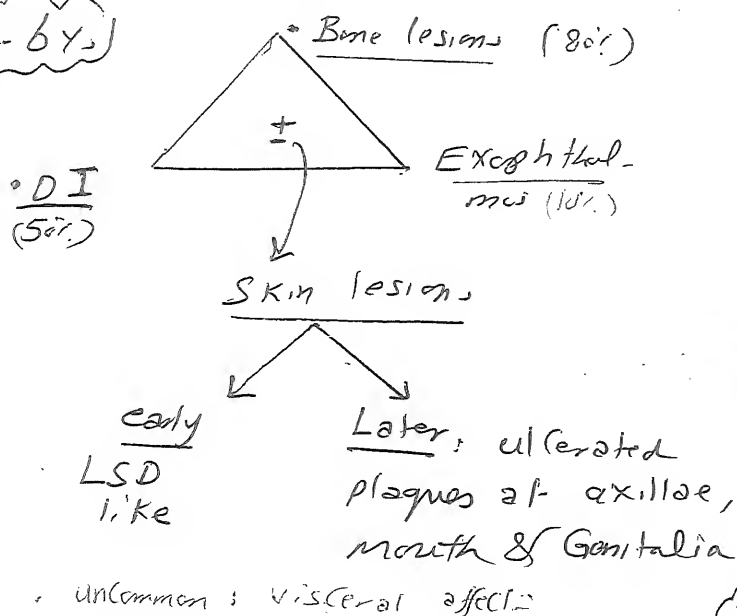 - 6 y.)
• Bone lesions (80%)
±
• DI
(50%)
Exophthal-
mus (10%)
Skin lesions
early
LSD
like
Later: ulcerated
plaques at axillae,
mouth & Genitalia
. uncommon : visceral affect=